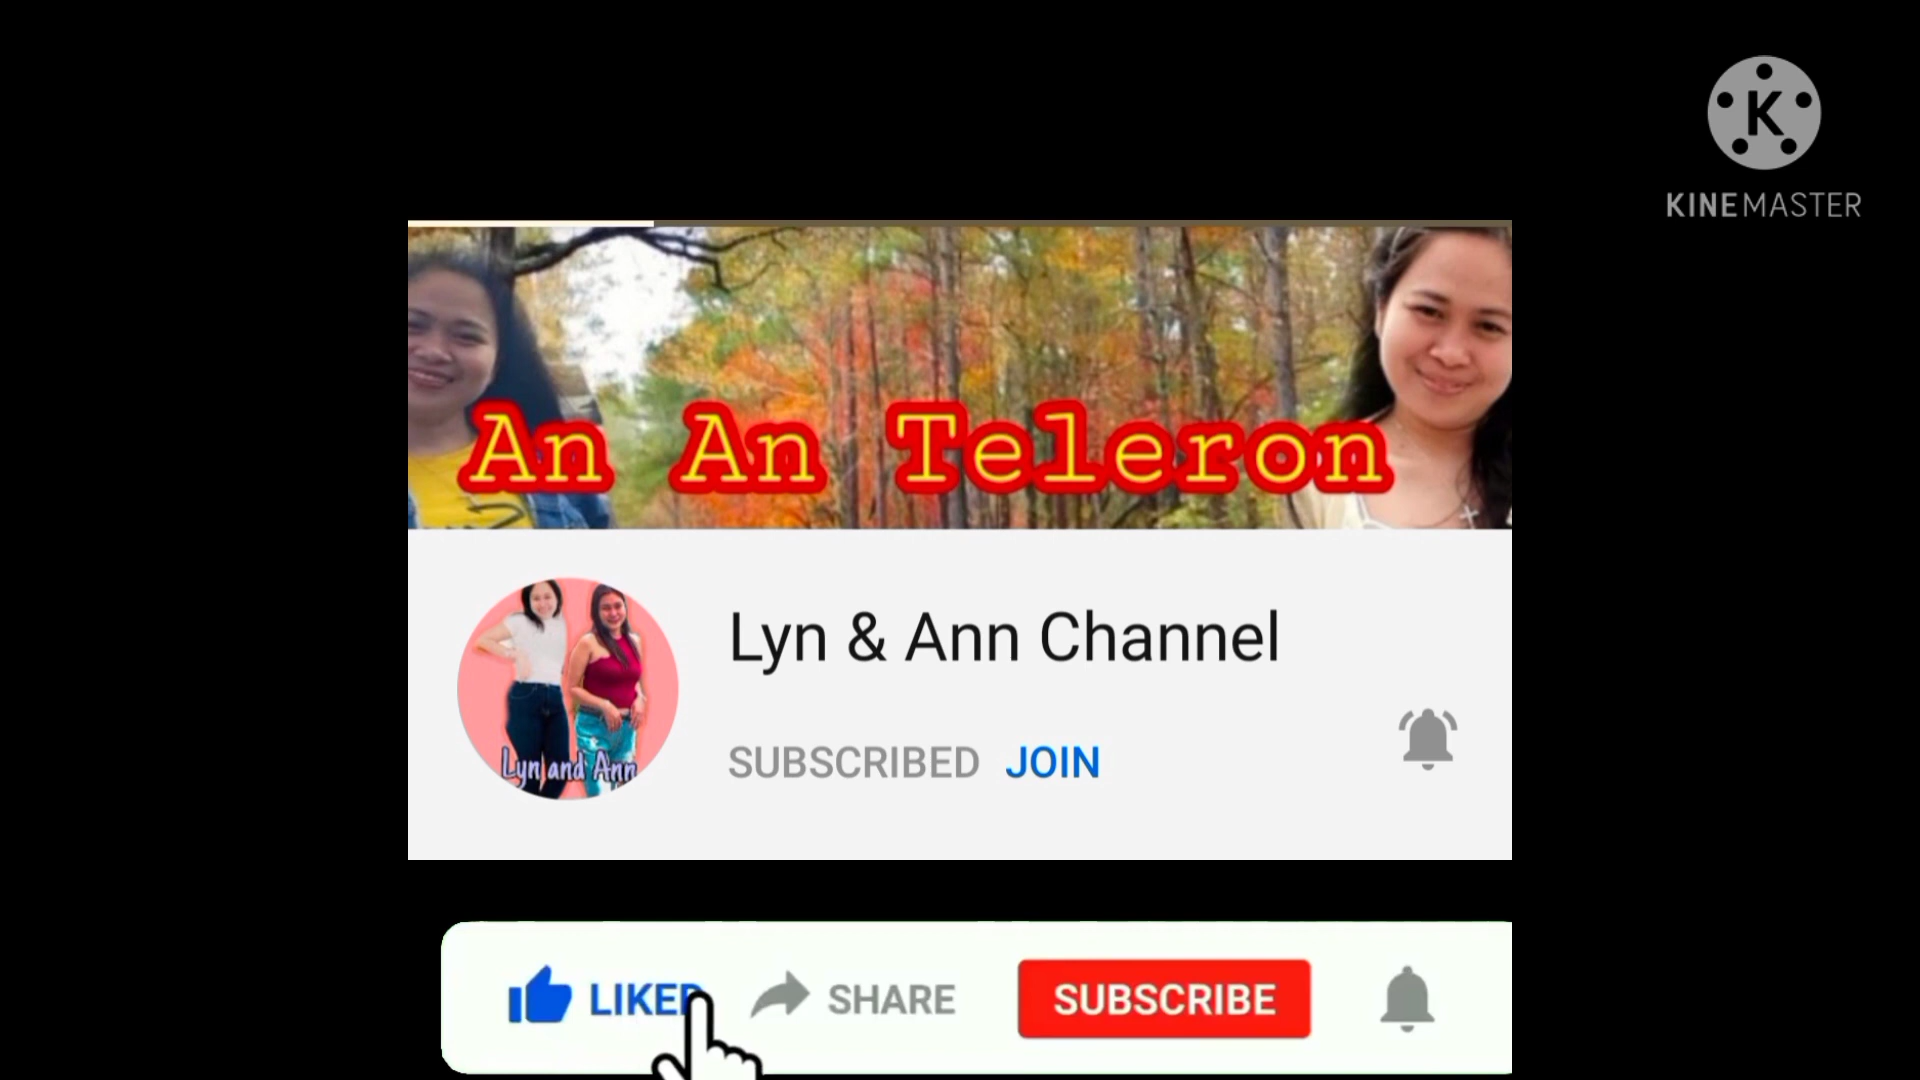 KINEMASTER
An An Teleron
Lyn & Ann Channel
Lyn and Ann
SUBSCRIBED JOIN
LIKED SHARE SUBSCRIBE